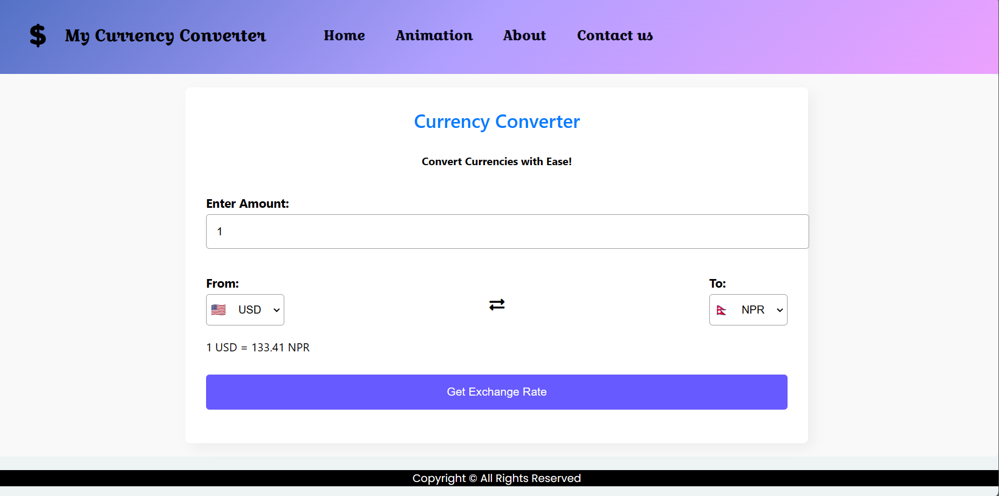 $ My Currency Converter Home Animation About Contact us
Currency Converter
Convert Currencies with Ease!
Enter Amount:
1
From: To:
USD NPR
1 USD = 133.41 NPR
Get Exchange Rate
Copyright © All Rights Reserved